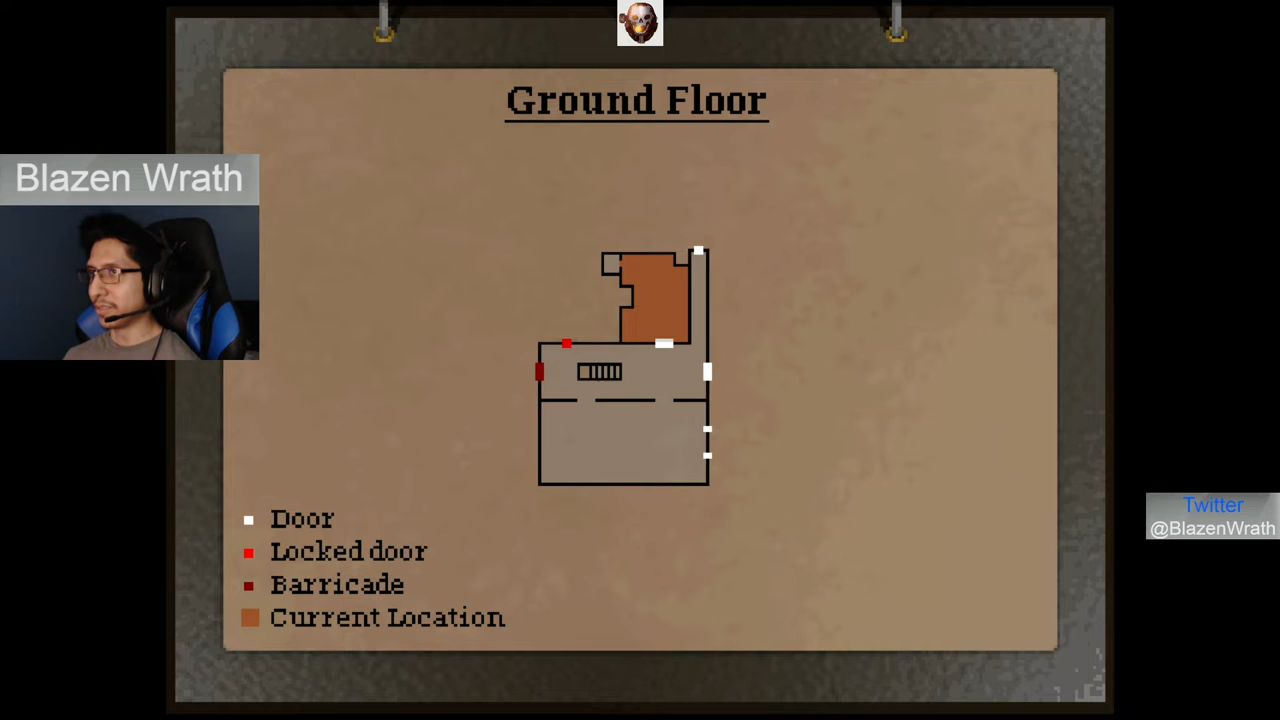 Ground Floor
Blazen Wrath
Twitter
@BlazenWrath
Door
Locked door
Barricade
Current Location